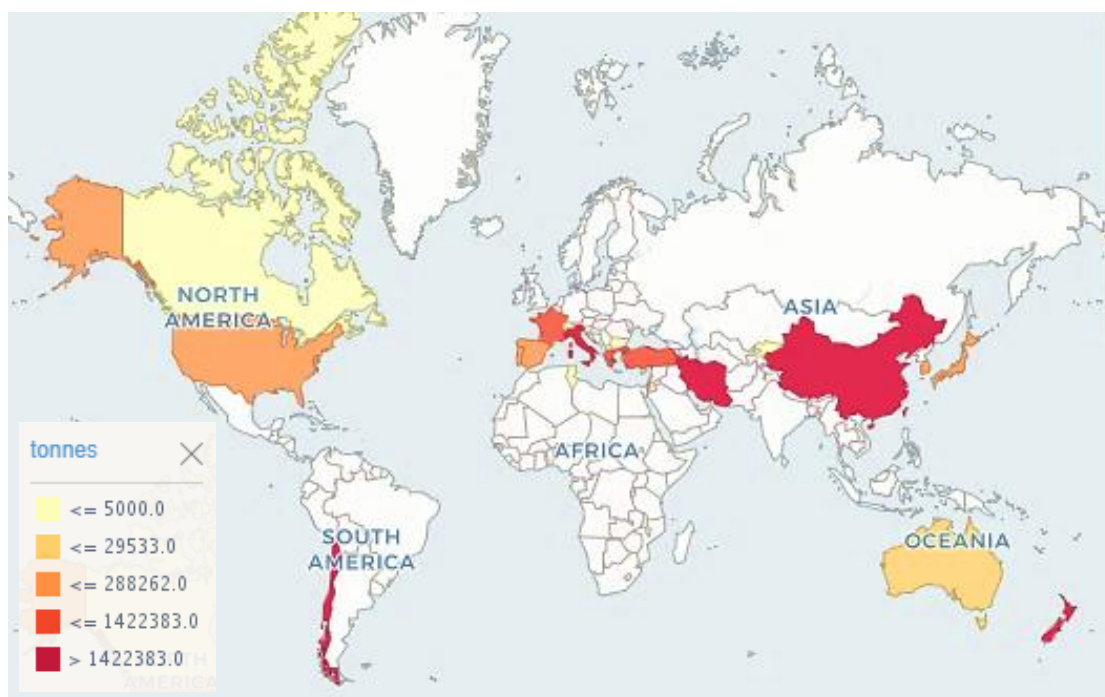 NORTH
AMERICA
ASIA
AFRICA
SOUTH
AMERICA
OCEANIA
tonnes
<= 5000.0
<= 29533.0
<= 288262.0
<= 1422383.0
> 1422383.0